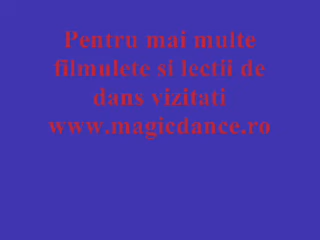 Pentru mai multe
filmulete si lectii de
dans vizitati
www.magicdance.ro